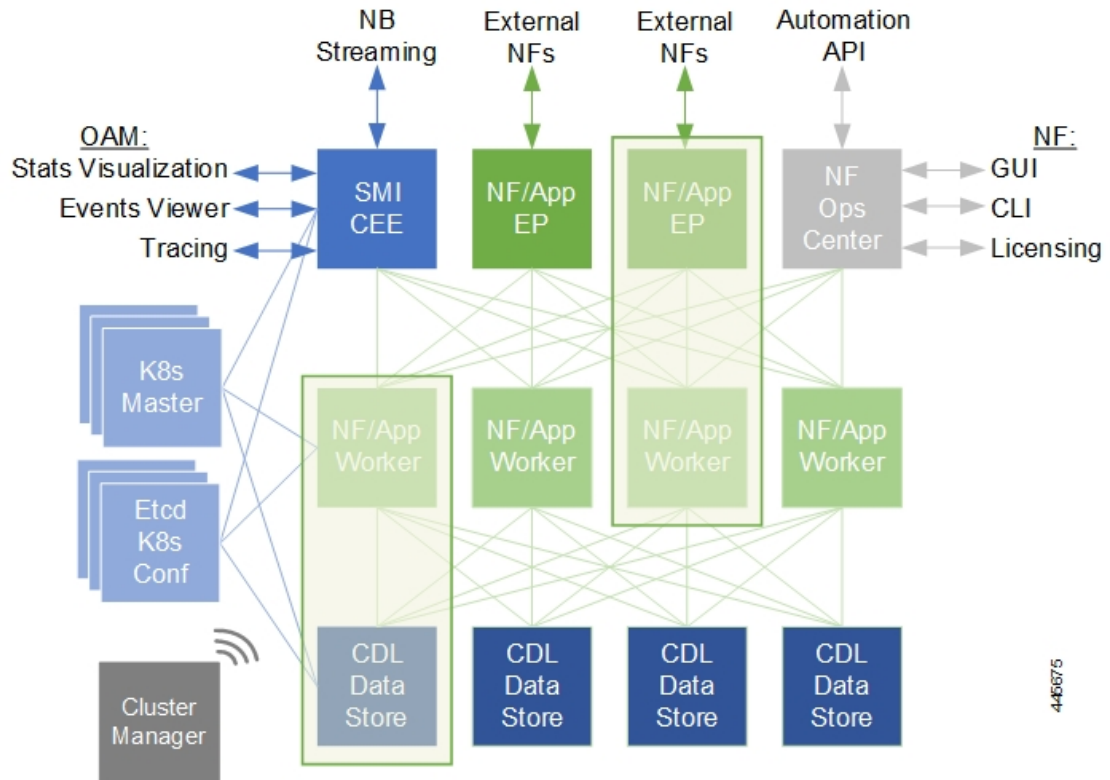 NB
Streaming
External
NFs
External
NFs
Automation
API
OAM:
Stats Visualization
Events Viewer
Tracing
SMI
CEE
NF/App
EP
NF/App
EP
NF
Ops
Center
NF:
GUI
CLI
Licensing
K8s
Master
NF/App
Worker
NF/App
Worker
NF/App
Worker
NF/App
Worker
Etcd
K8s
Conf
Cluster
Manager
CDL
Data
Store
CDL
Data
Store
CDL
Data
Store
CDL
Data
Store
445675